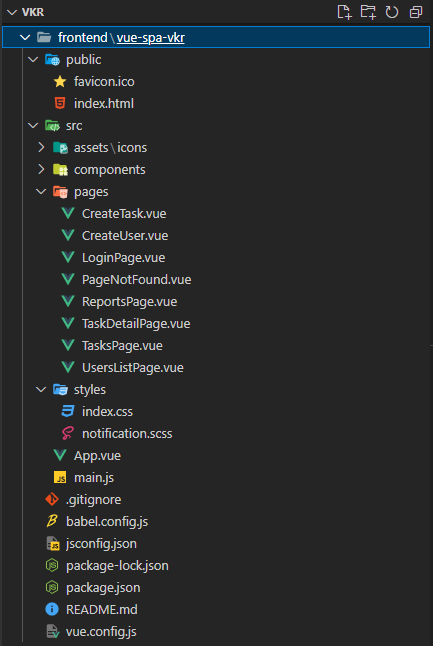 VKR
frontend\vue-spa-vkr
public
favicon.ico
index.html
src
assets\icons
components
pages
CreateTask.vue
CreateUser.vue
LoginPage.vue
PageNotFound.vue
ReportsPage.vue
TaskDetailPage.vue
TasksPage.vue
UsersListPage.vue
styles
index.css
notification.scss
App.vue
JS main.js
.gitignore
babel.config.js
jsconfig.json
package-lock.json
package.json
README.md
vue.config.js